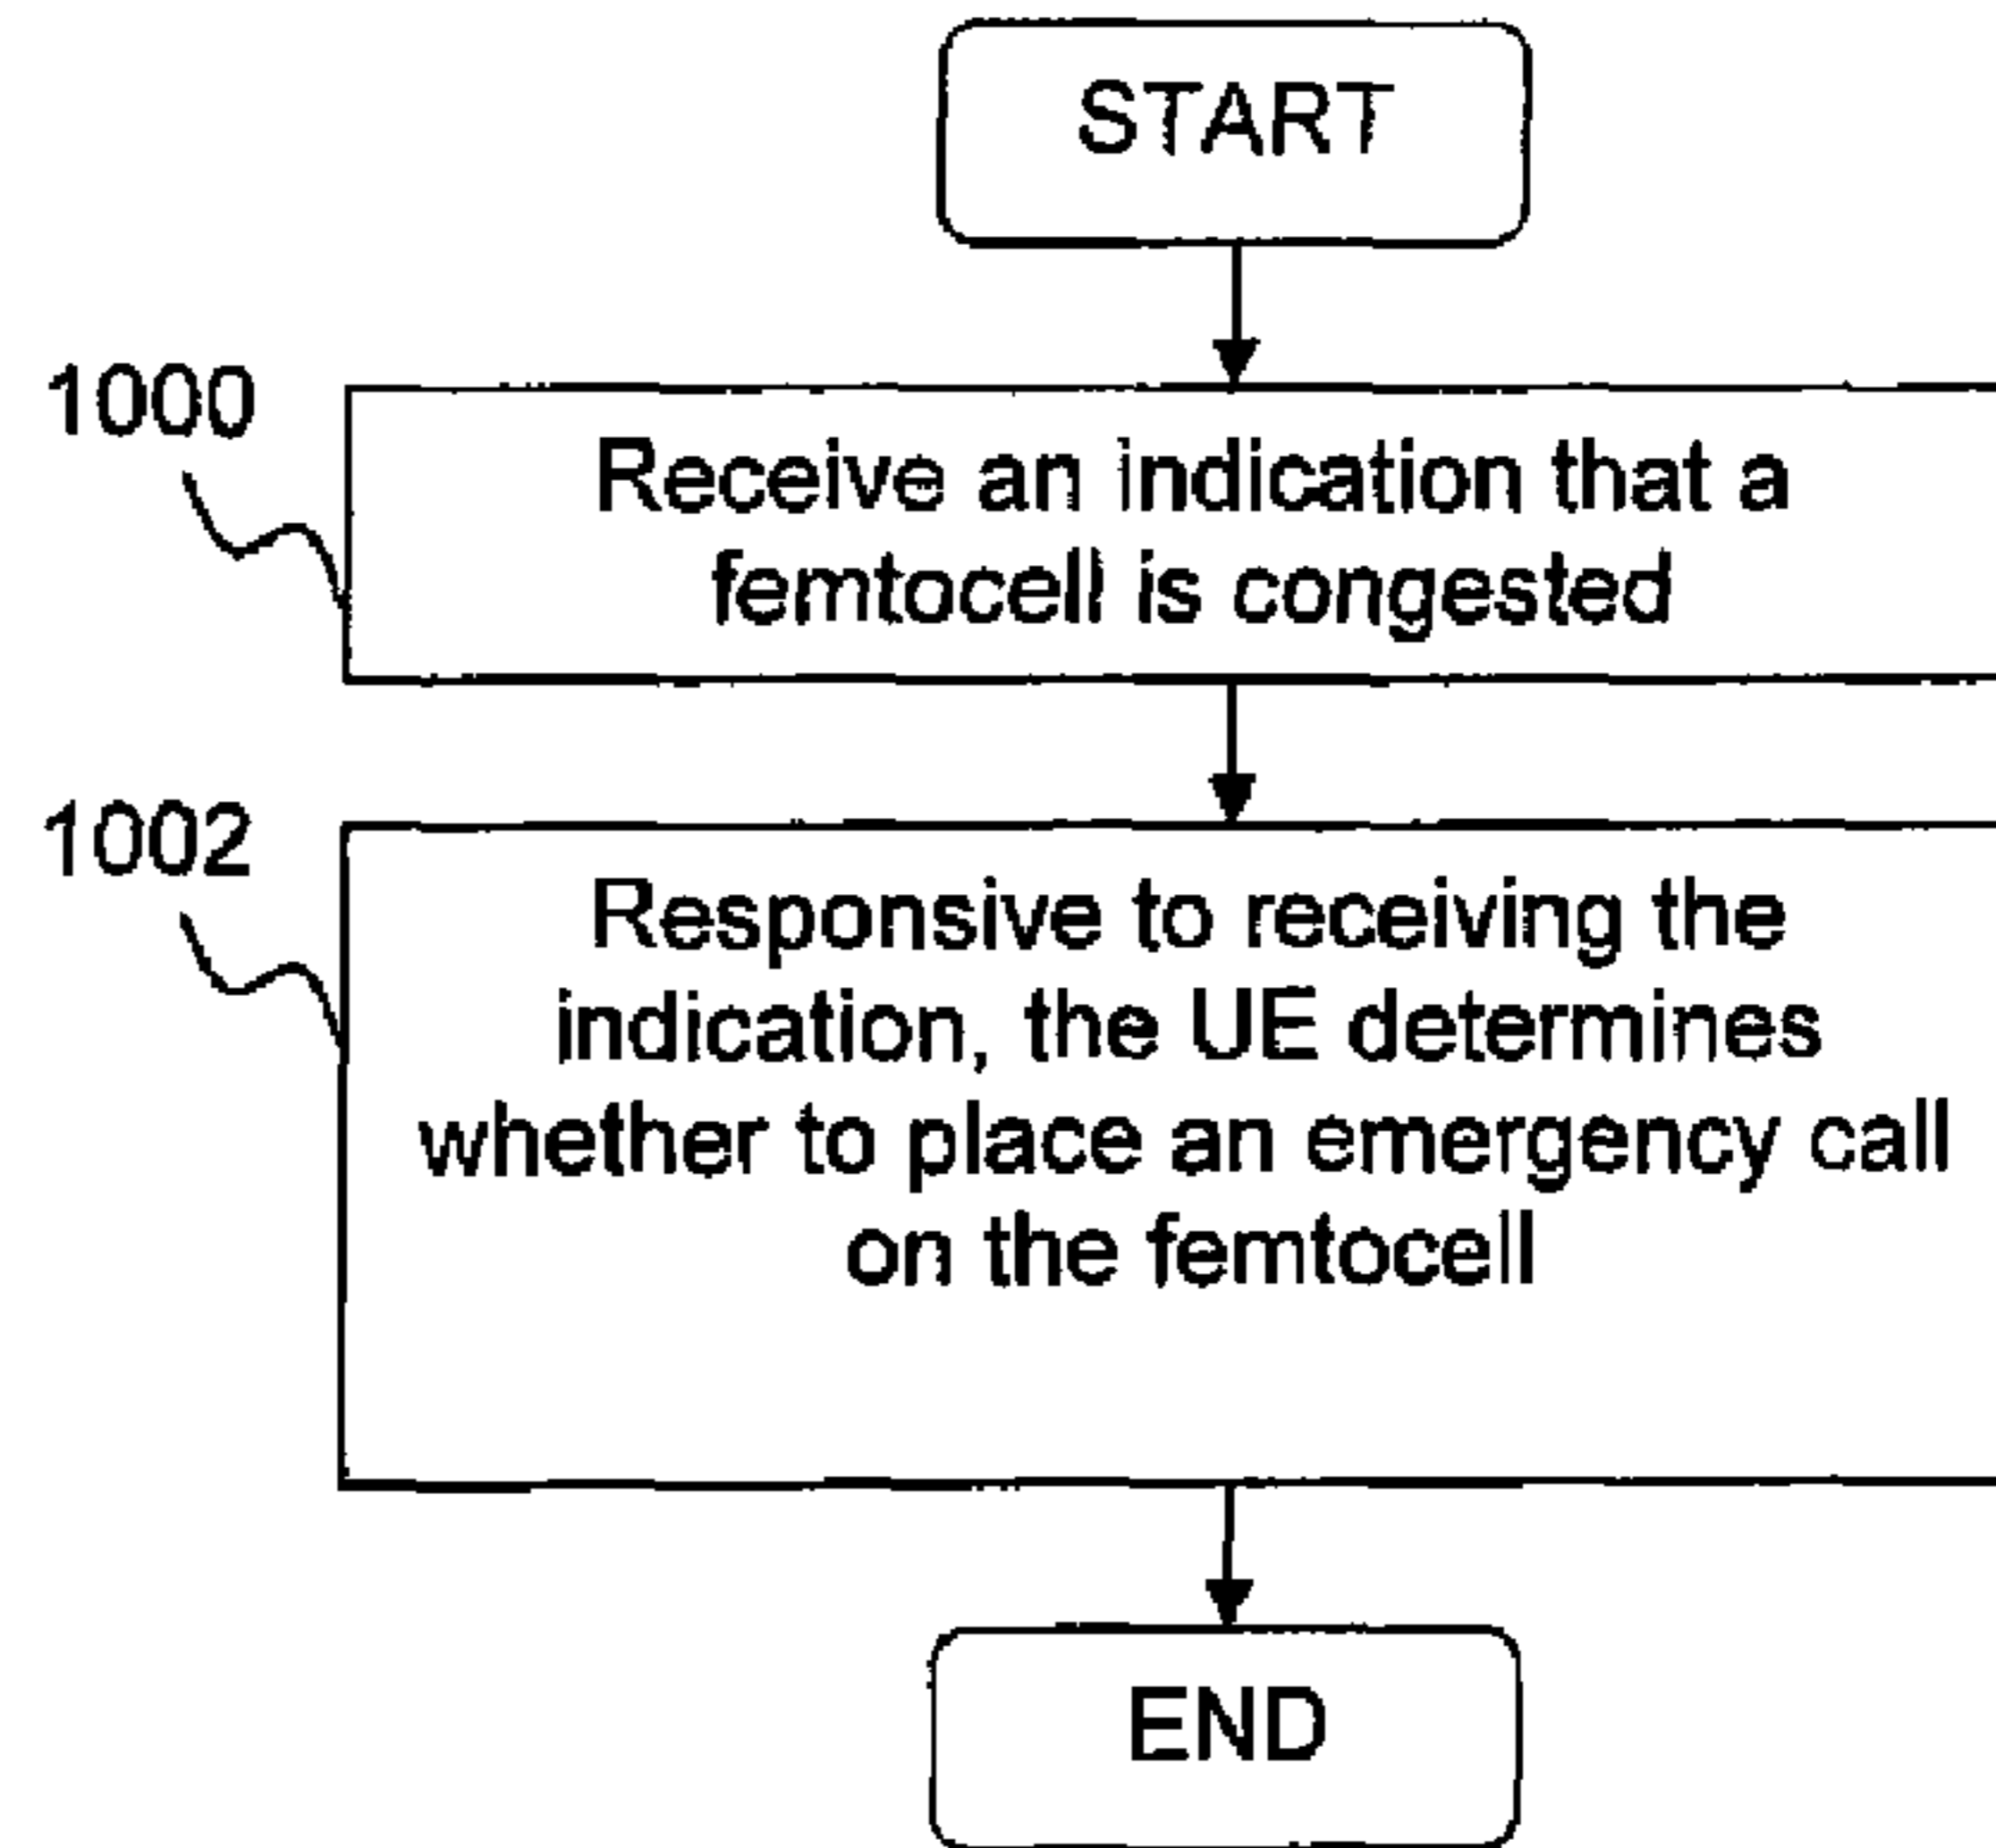 START
1000
Receive an indication that a
femtocell is congested
1002
Responsive to receiving the
indication, the UE determines
whether to place an emergency call
on the femtocell
END